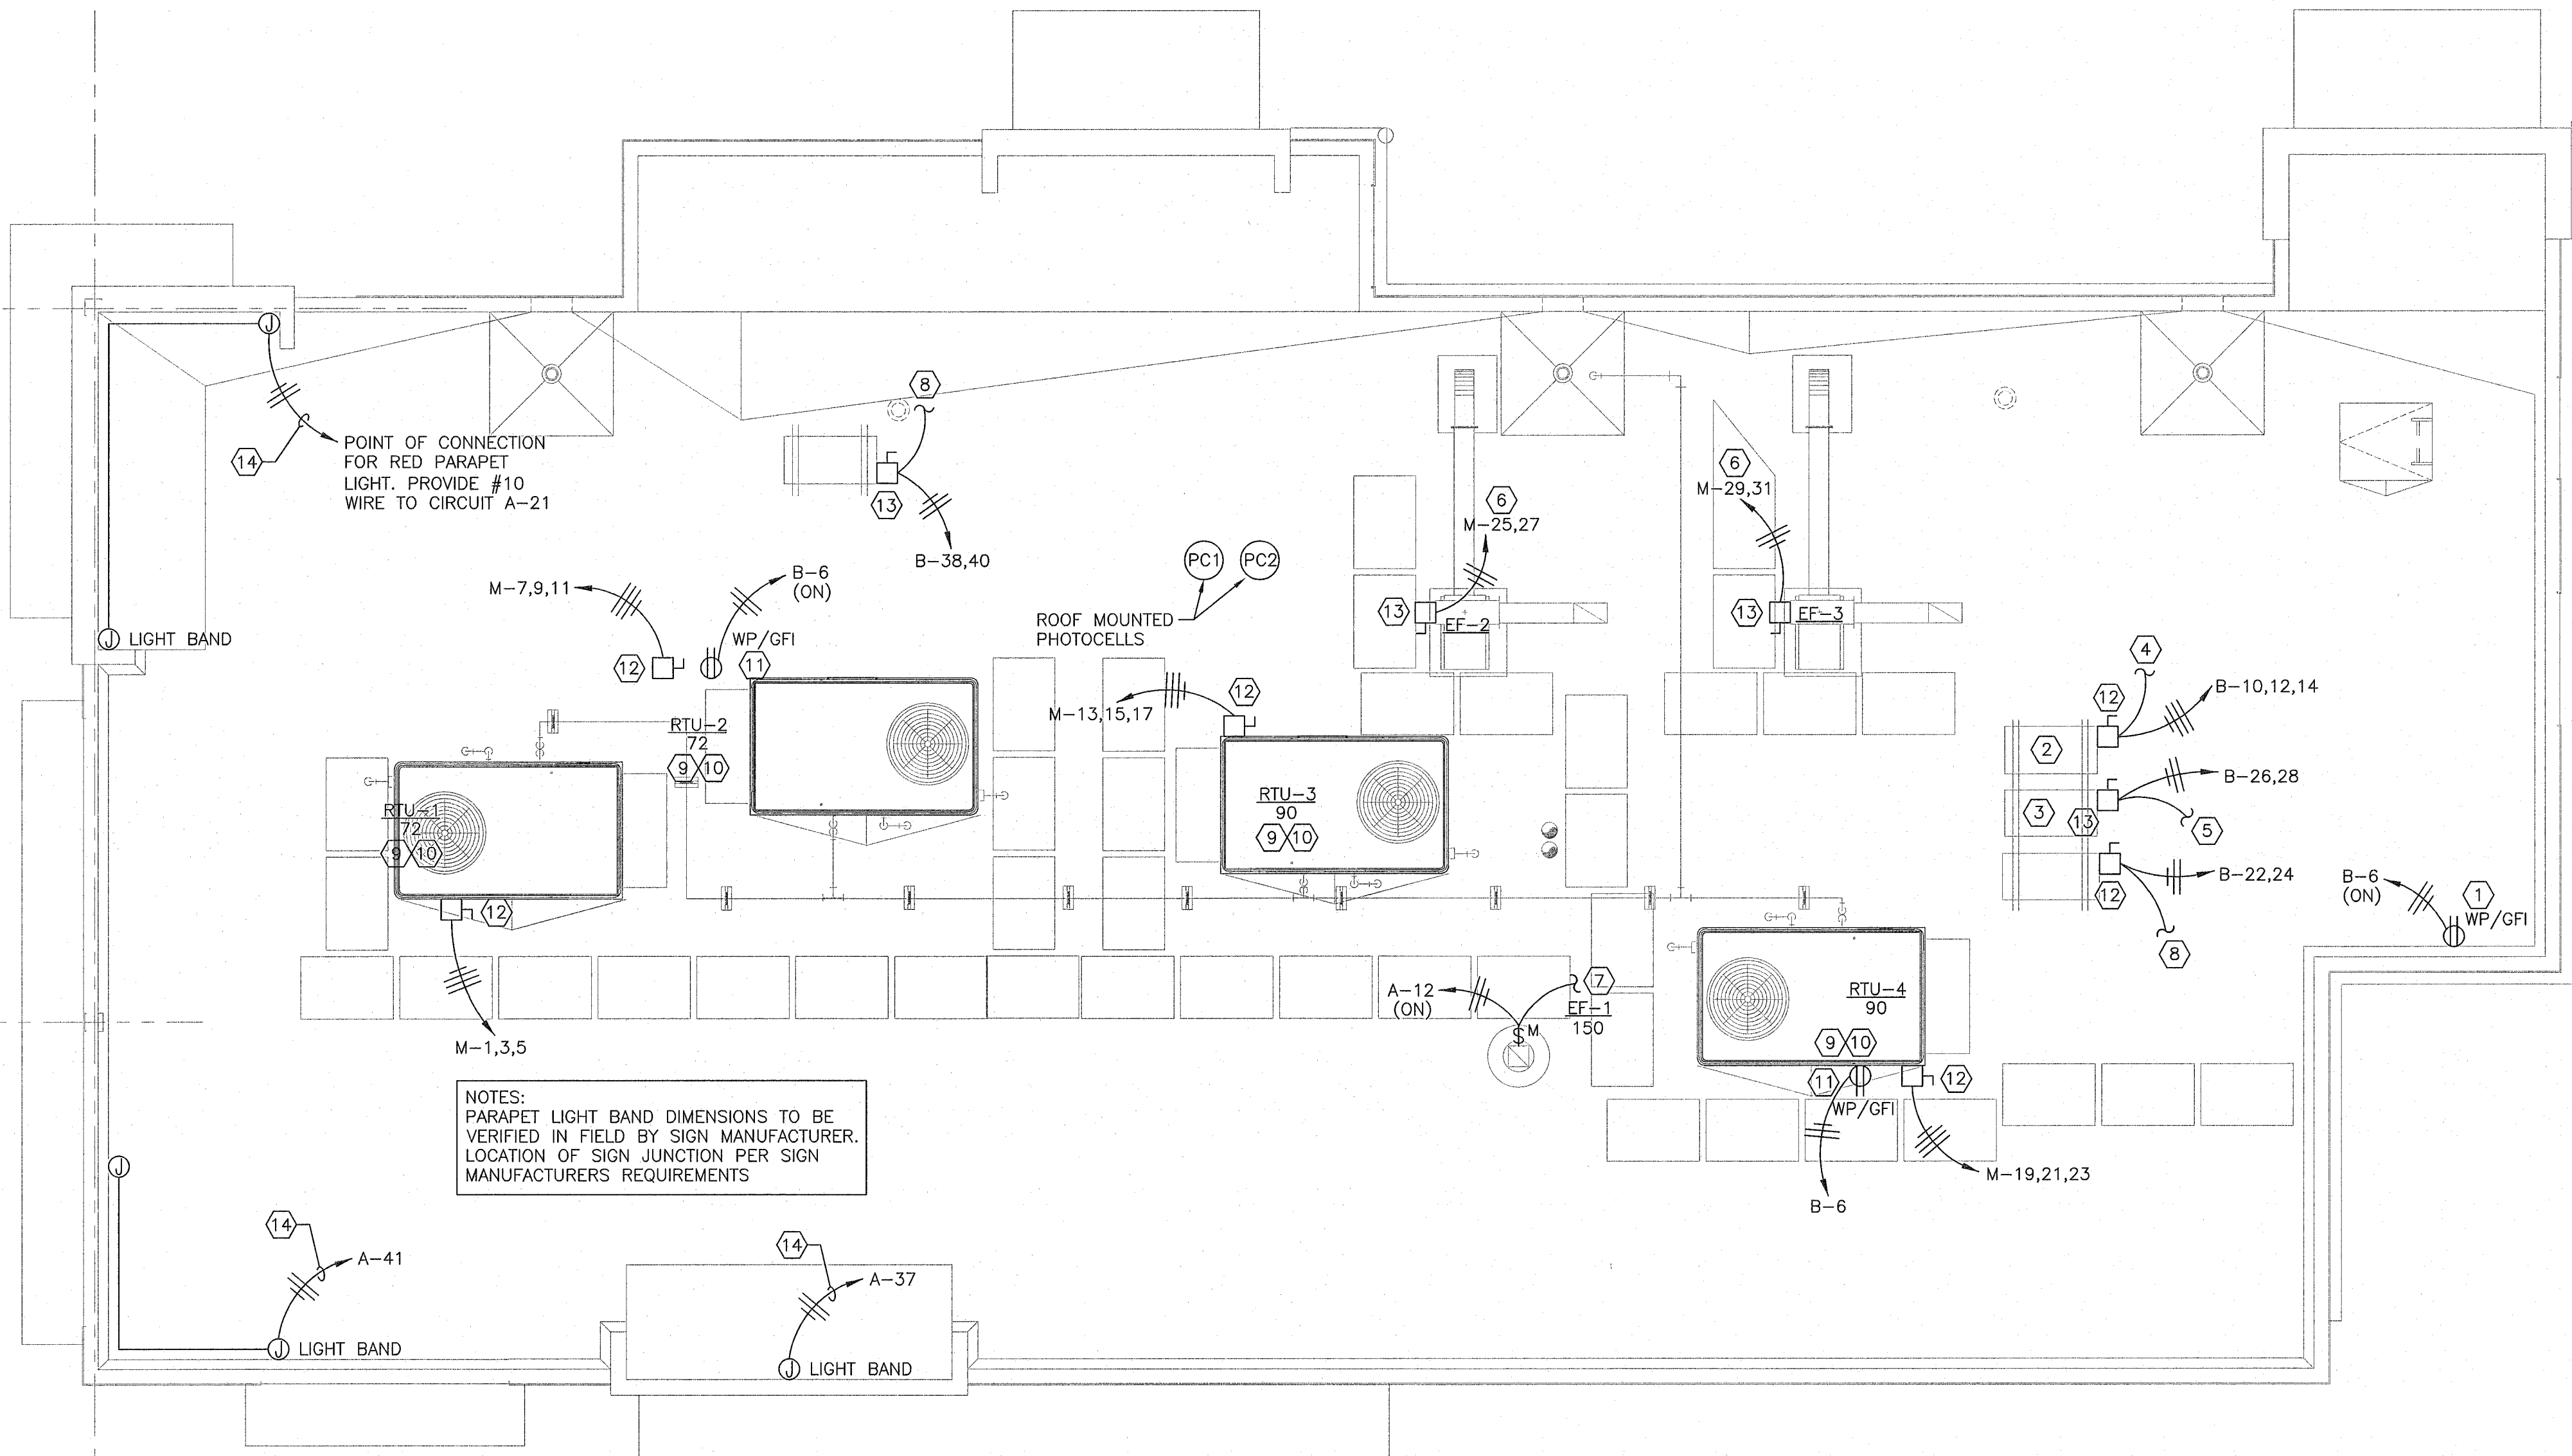 J
14
POINT OF CONNECTION
FOR RED PARAPET
LIGHT. PROVIDE #10
WIRE TO CIRCUIT A-21
J LIGHT BAND
8
13
B-38,40
M-7,9,11
B-6
(ON)
WP/GFI
12
11
RTU-2
72
9 10
RTU-1
72
9 10
12
M-1,3,5
PC1 PC2
ROOF MOUNTED
PHOTOCELLS
M-13,15,17
12
RTU-3
90
9 10
6
M-25,27
13
EF-2
6
M-29,31
13
EF-3
4
12
B-10,12,14
2
B-26,28
3
13
5
B-22,24
12
8
B-6
(ON)
1
WP/GFI
A-12
(ON)
7
EF-1
150
$ M
RTU-4
90
9 10
11
12
WP/GFI
B-6
M-19,21,23
NOTES:
PARAPET LIGHT BAND DIMENSIONS TO BE
VERIFIED IN FIELD BY SIGN MANUFACTURER.
LOCATION OF SIGN JUNCTION PER SIGN
MANUFACTURERS REQUIREMENTS
J
14
A-41
J LIGHT BAND
14
A-37
J LIGHT BAND